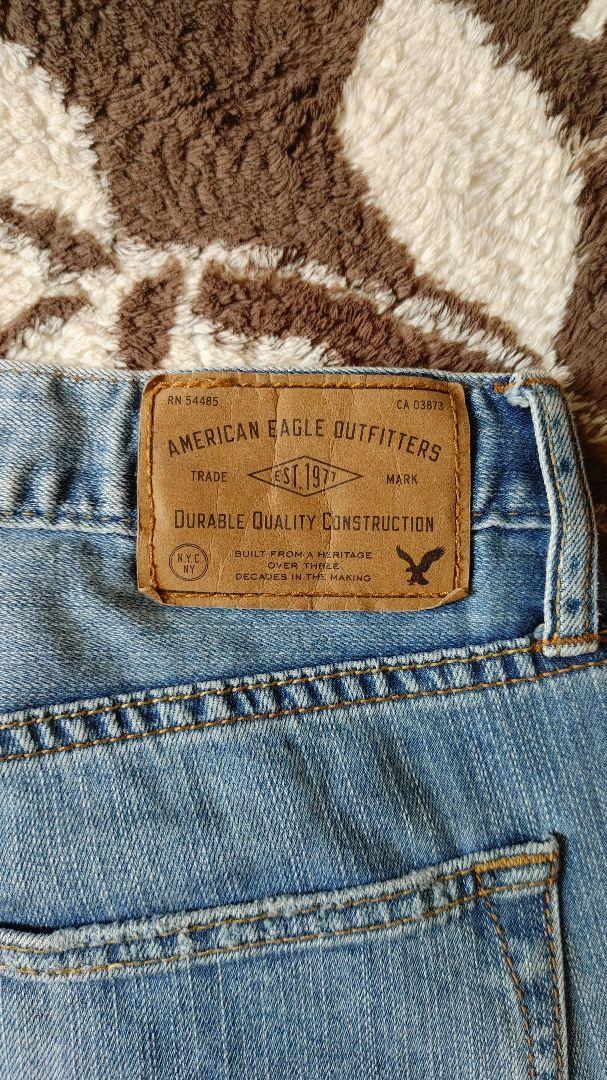 RN 54485
CA 03873
AMERICAN EAGLE OUTFITTERS
TRADE
EST. 1977
MARK
DURABLE QUALITY CONSTRUCTION
N.Y.C.
NY
BUILT FROM A HERITAGE
OVER THREE
DECADES IN THE MAKING